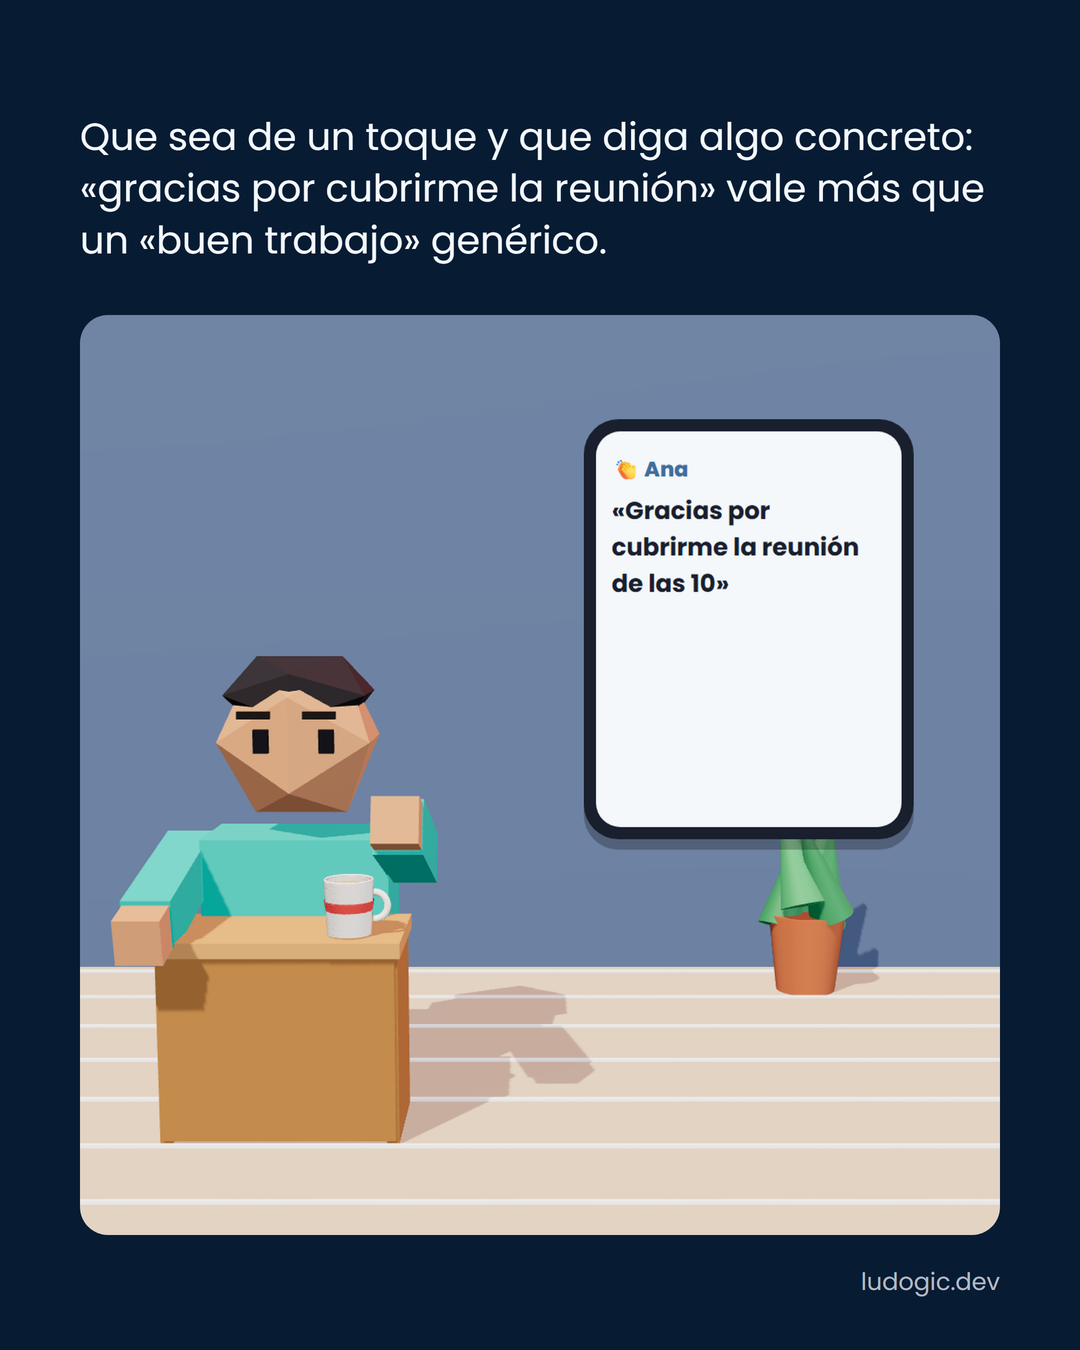 Que sea de un toque y que diga algo concreto:
«gracias por cubrirme la reunión» vale más que
un «buen trabajo» genérico.
👏 Ana
«Gracias por
cubrirme la reunión
de las 10»
ludogic.dev